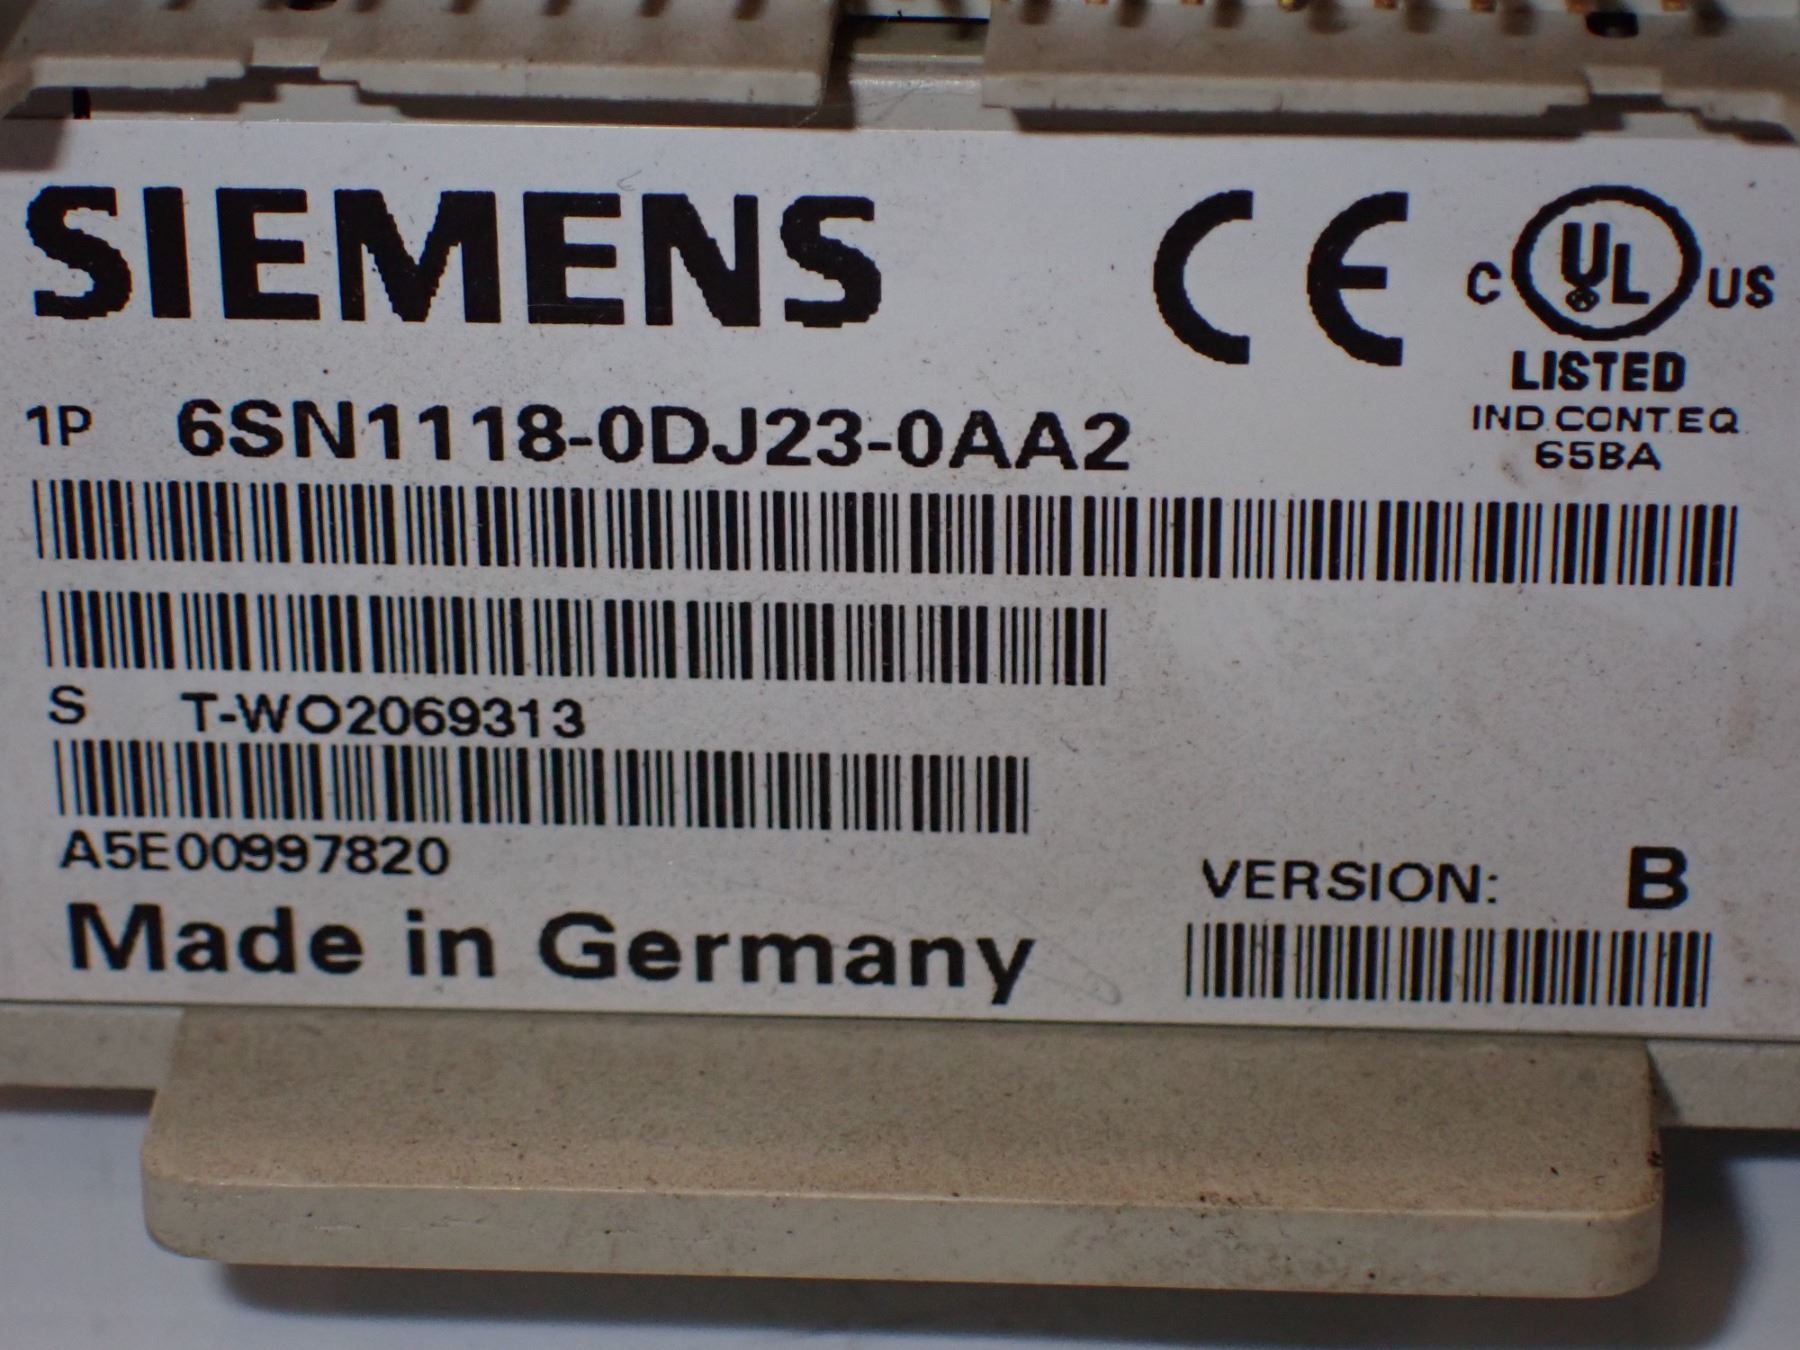 SIEMENS CE C UL US
LISTED
IND.CONT.EQ.
65BA
1P 6SN1118-0DJ23-0AA2
S T-WO2069313
A5E00997820
Made in Germany
VERSION: B